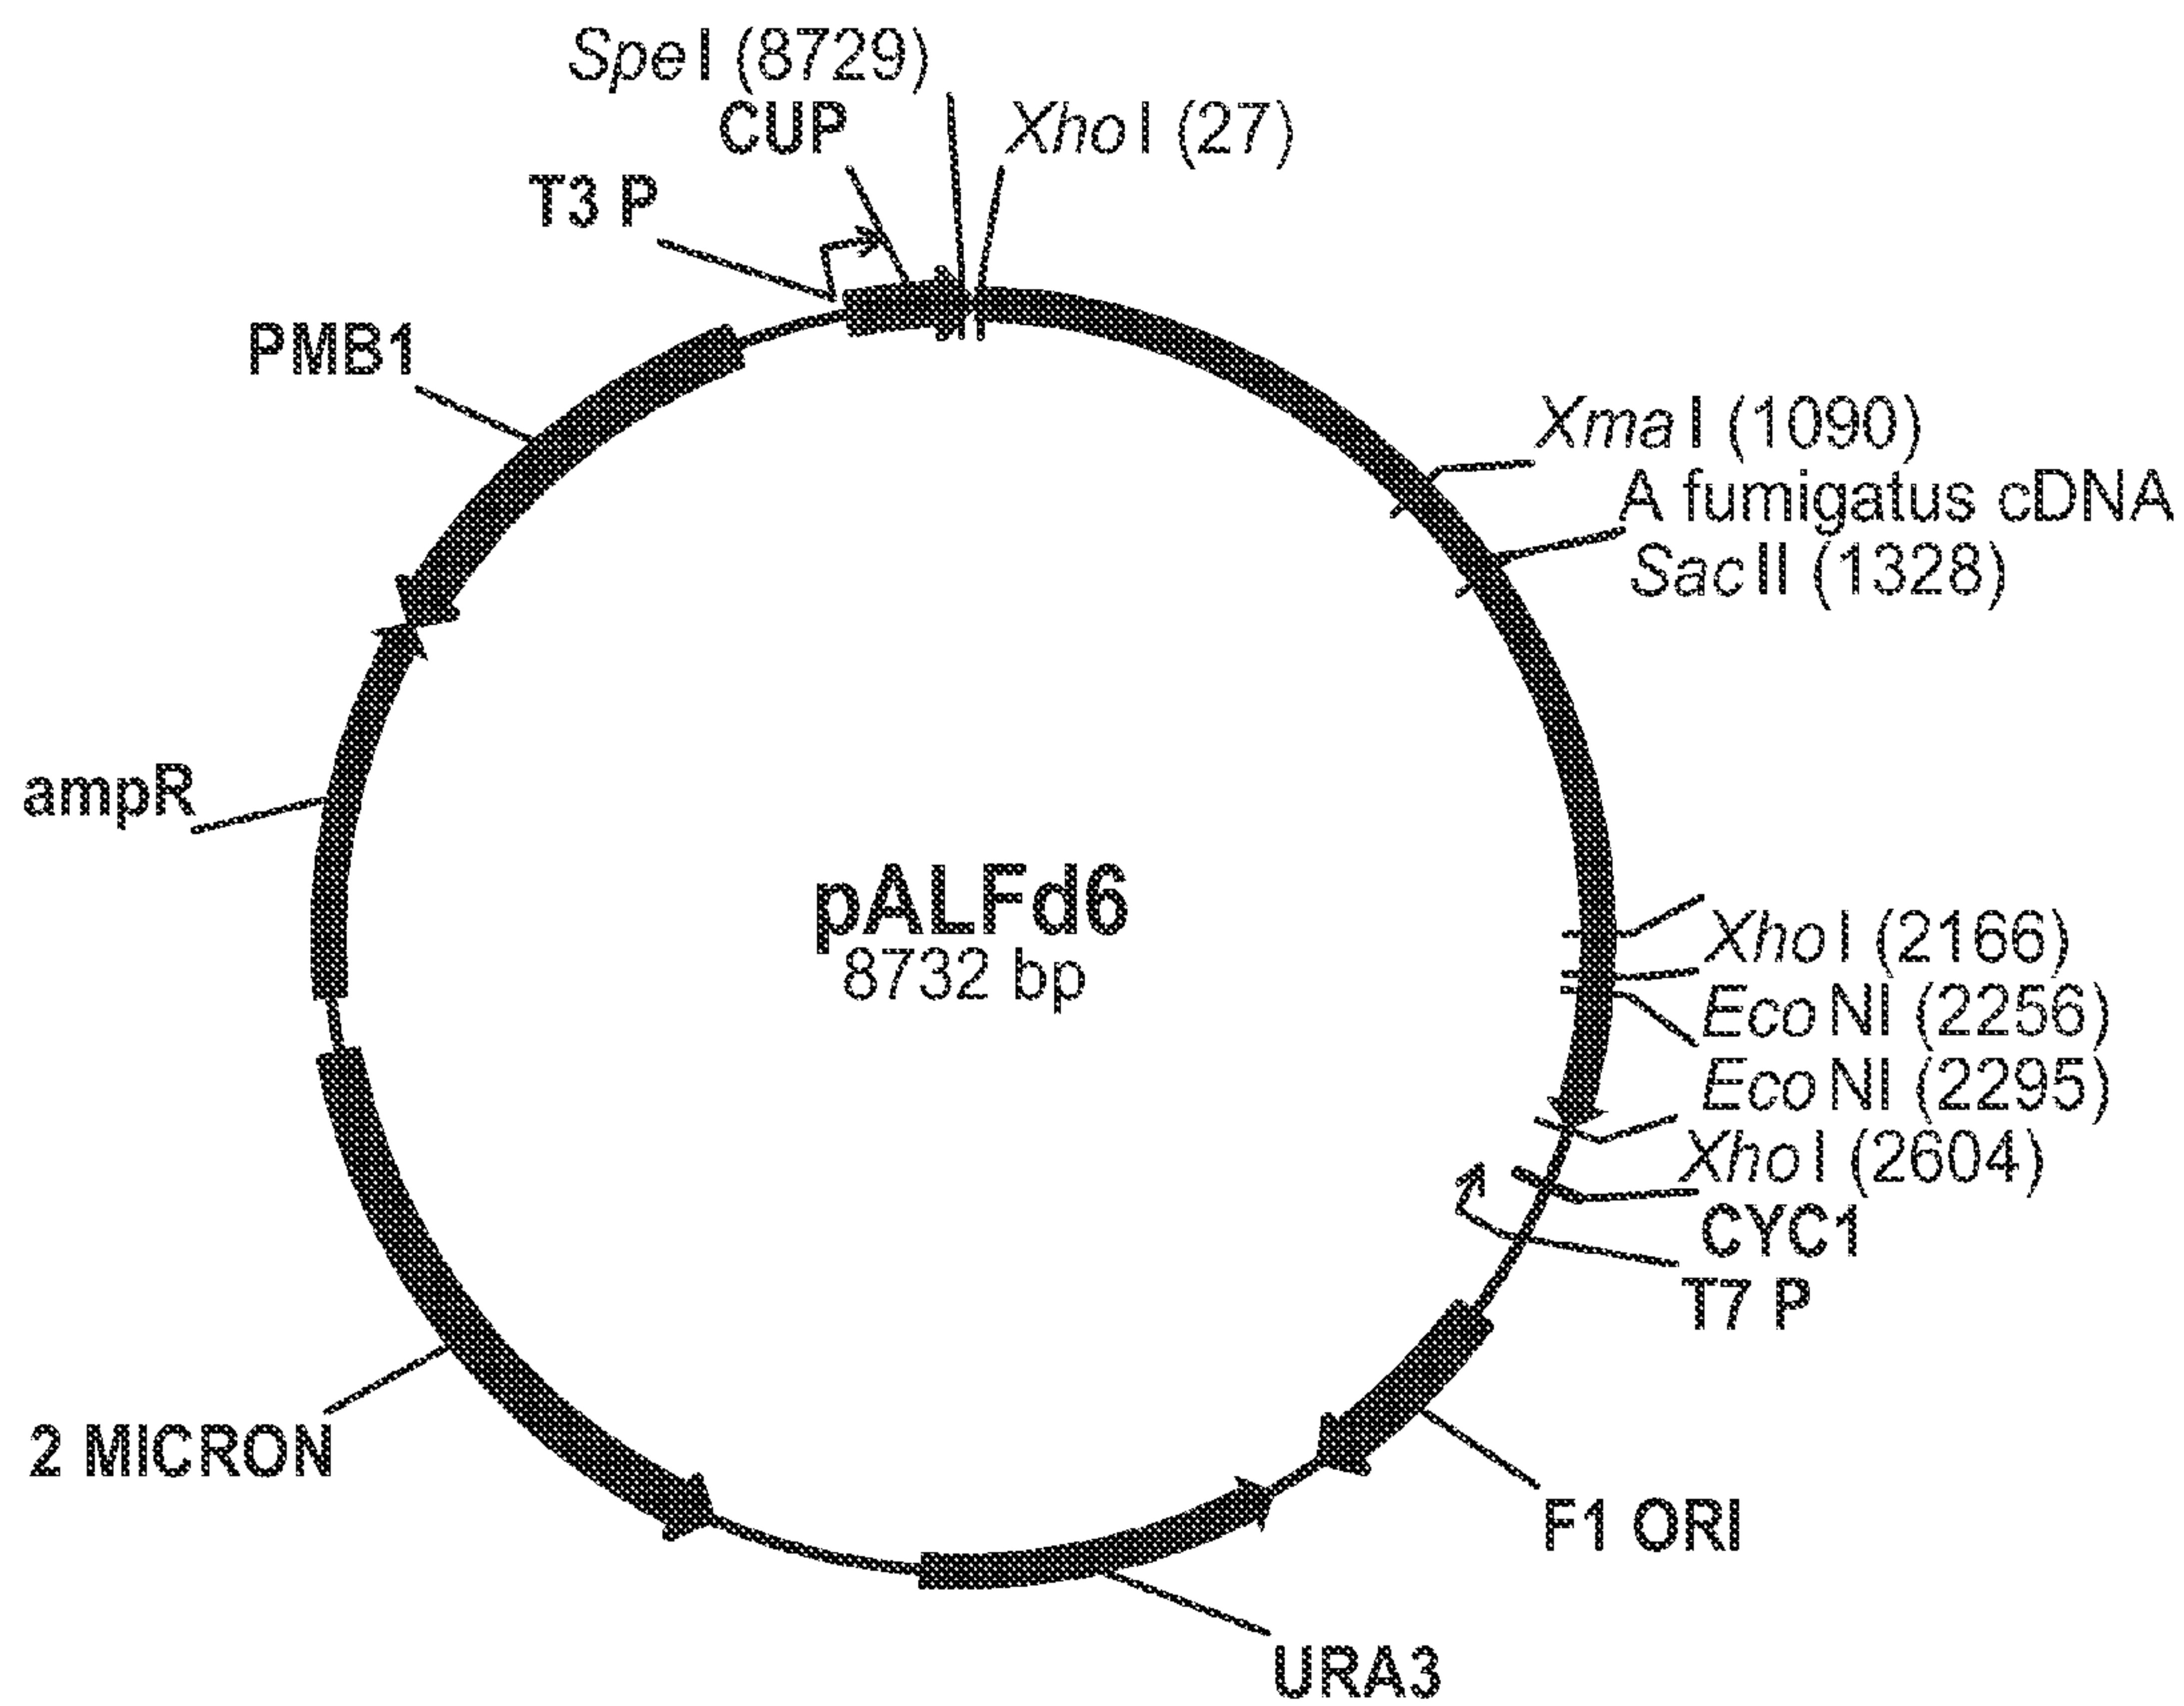 SpeI (8729)
CUP
XhoI (27)
T3 P
PMB1
XmaI (1090)
A fumigatus cDNA
SacII (1328)
ampR
pALFd6
8732 bp
XhoI (2166)
EcoNI (2256)
EcoNI (2295)
XhoI (2604)
CYC1
T7 P
2 MICRON
F1 ORI
URA3